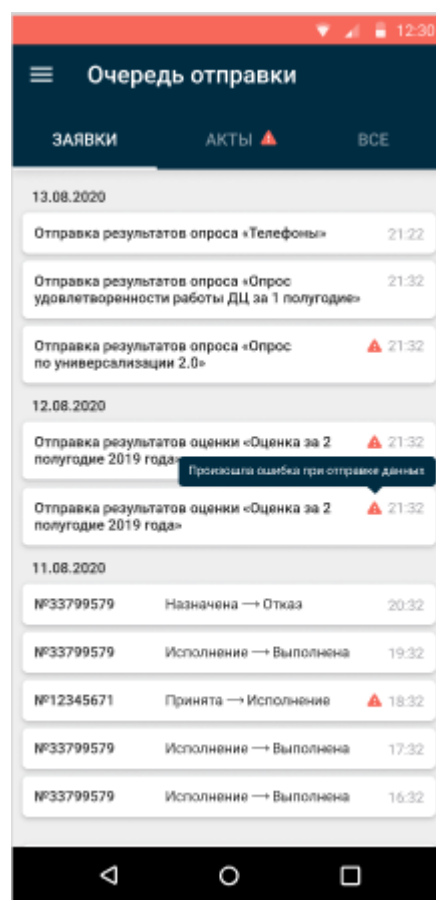 12:30
Очередь отправки
ЗАЯВКИ АКТЫ ВСЕ
13.08.2020
Отправка результатов опроса «Телефоны» 21:22
Отправка результатов опроса «Опрос 21:32
удовлетворенности работы ДЦ за 1 полугодие»
Отправка результатов опроса «Опрос 21:32
по универсализации 2.0»
12.08.2020
Отправка результатов оценки «Оценка за 2 21:32
полугодие 2019 года»
Произошла ошибка при отправке данных
Отправка результатов оценки «Оценка за 2 21:32
полугодие 2019 года»
11.08.2020
№33799579 Назначена → Отказ 20:32
№33799579 Исполнение → Выполнена 19:32
№12345671 Принята → Исполнение 18:32
№33799579 Исполнение → Выполнена 17:32
№33799579 Исполнение → Выполнена 16:32